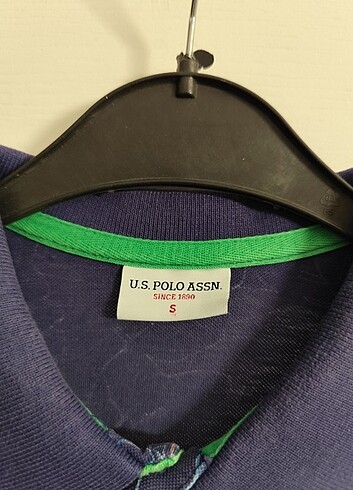 U.S. POLO ASSN.
SINCE 1890
S